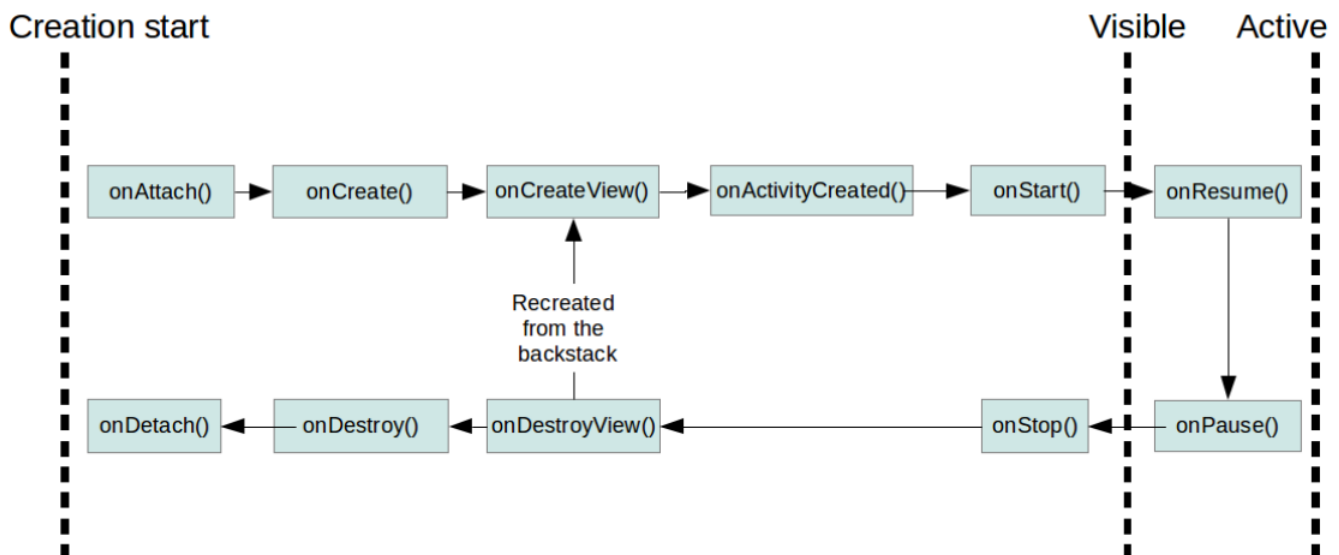 Creation start
Visible
Active
onAttach()
onCreate()
onCreateView()
onActivityCreated()
onStart()
onResume()
Recreated
from the
backstack
onDetach()
onDestroy()
onDestroyView()
onStop()
onPause()